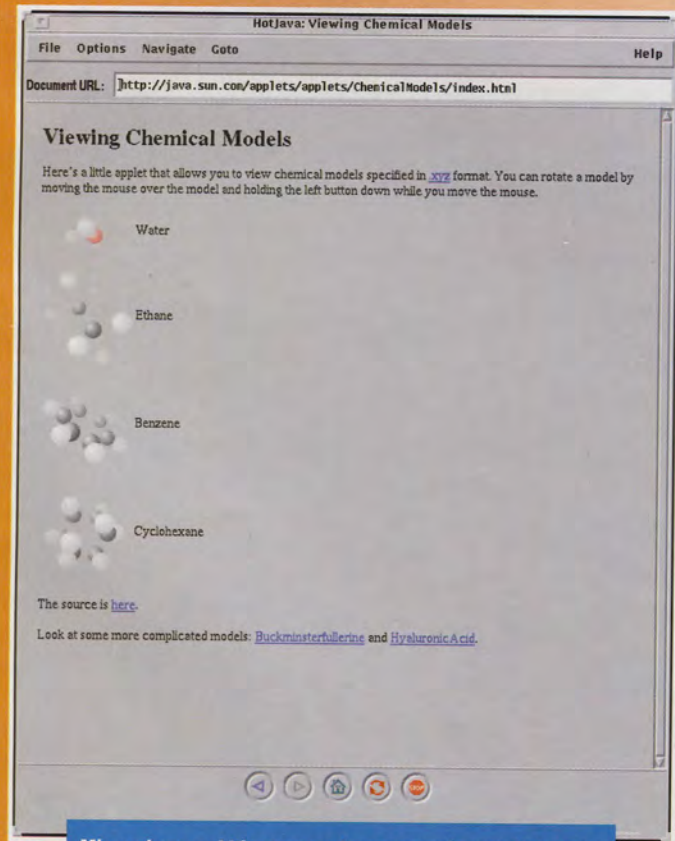 HotJava: Viewing Chemical Models
File Options Navigate Goto Help
Document URL: http://java.sun.com/applets/applets/ChemicalModels/index.html
Viewing Chemical Models
Here's a little applet that allows you to view chemical models specified in .xyz format. You can rotate a model by
moving the mouse over the model and holding the left button down while you move the mouse.
Water
Ethane
Benzene
Cyclohexane
The source is here.
Look at some more complicated models: Buckminsterfullerine and Hyaluronic Acid.
STOP